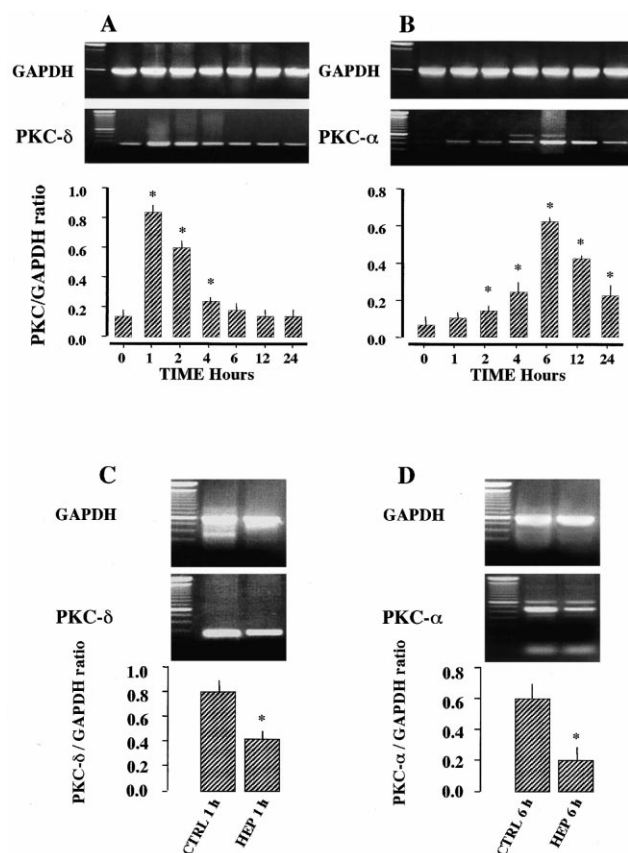 A
B
GAPDH
GAPDH
PKC-δ
PKC-α
PKC/GAPDH ratio
1.0
0.8
0.6
0.4
0.2
0.0
* * *
0 1 2 4 6 12 24
TIME Hours
0.8
0.6
0.4
0.2
0.0
* * * * *
0 1 2 4 6 12 24
TIME Hours
C
D
GAPDH
GAPDH
PKC-δ
PKC-α
PKC-δ / GAPDH ratio
1.0
0.8
0.6
0.4
0.2
0.0
*
CTRL 1 h
HEP 1h
PKC-α / GAPDH ratio
0.8
0.6
0.4
0.2
0.0
*
CTRL 6 h
HEP 6 h